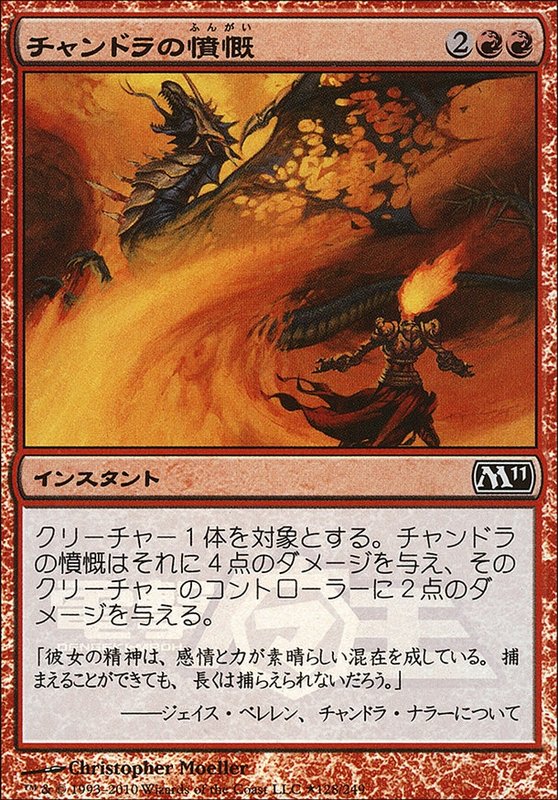 ふんがい
チャンドラの憤慨
2
インスタント
M11
クリーチャー1体を対象とする。チャンドラ
の憤慨はそれに4点のダメージを与え、その
クリーチャーのコントローラーに2点のダ
メージを与える。
「彼女の精神は、感情と力が素晴らしい混在を成している。捕
まえることができても、長くは捕らえられないだろう。」
――ジェイス・ベレレン、チャンドラ・ナラーについて
Christopher Moeller
™ & © 1993-2010 Wizards of the Coast LLC ★128/249